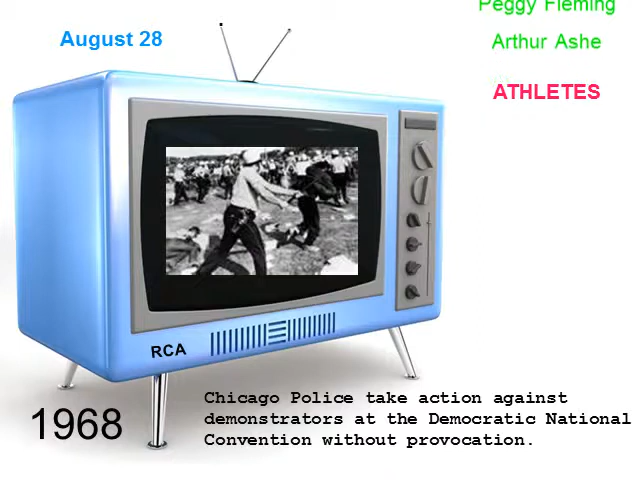 Peggy Fleming
August 28
Arthur Ashe
ATHLETES
RCA
1968
Chicago Police take action against
demonstrators at the Democratic National
Convention without provocation.